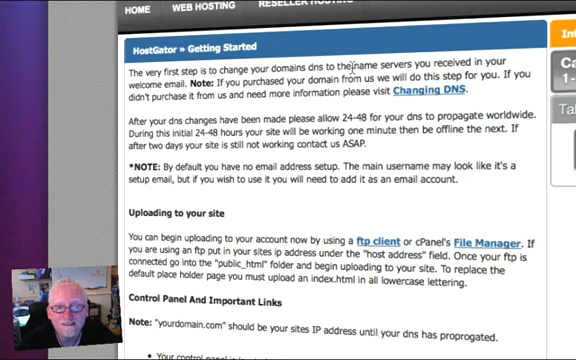 HOME WEB HOSTING RESELLER HOSTING
HostGator » Getting Started
The very first step is to change your domains dns to the name servers you received in your
welcome email. Note: If you purchased your domain from us we will do this step for you. If you
didn't purchase it from us and need more information please visit Changing DNS.
After your dns changes have been made please allow 24-48 for your dns to propagate worldwide.
During this initial 24-48 hours your site will be working one minute then be offline the next. If
after two days your site is still not working contact us ASAP.
*NOTE: By default you have no email address setup. The main username may look like it's a
setup email, but if you wish to use it you will need to add it as an email account.
Uploading to your site
You can begin uploading to your account now by using a ftp client or cPanel's File Manager. If
you are using an ftp put in your sites ip address under the "host address" field. Once your ftp is
connected go into the "public_html" folder and begin uploading to your site. To replace the
default place holder page you must upload an index.html in all lowercase lettering.
Control Panel And Important Links
Note: "yourdomain.com" should be your sites IP address until your dns has proprogated.